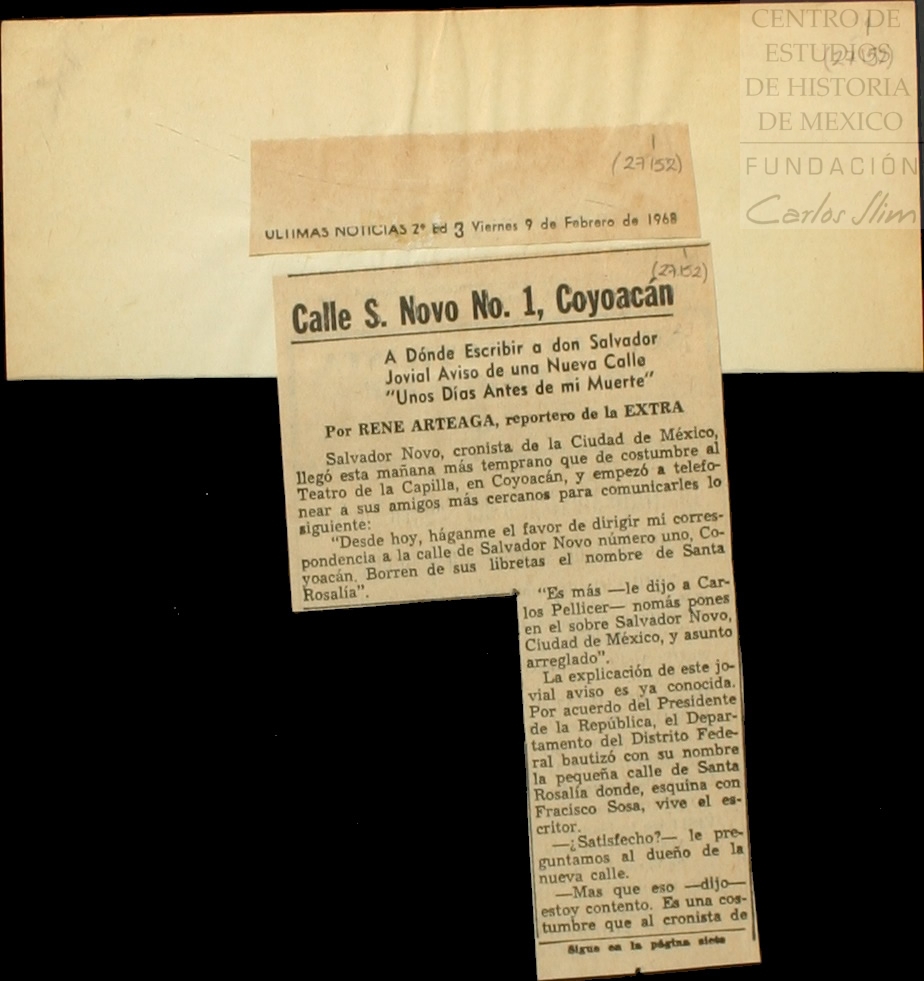 CENTRO DE
ESTUDIOS
DE HISTORIA
DE MEXICO
FUNDACIÓN
Carlos Slim
(27152)
(27152)
ULTIMAS NOTICIAS 2ª Ed 3 Viernes 9 de Febrero de 1968
(27152)
Calle S. Novo No. 1, Coyoacán
A Dónde Escribir a don Salvador
Jovial Aviso de una Nueva Calle
"Unos Días Antes de mi Muerte"
Por RENE ARTEAGA, reportero de la EXTRA
Salvador Novo, cronista de la Ciudad de México,
llegó esta mañana más temprano que de costumbre al
Teatro de la Capilla, en Coyoacán, y empezó a telefo-
near a sus amigos más cercanos para comunicarles lo
siguiente:
"Desde hoy, háganme el favor de dirigir mi corres-
pondencia a la calle de Salvador Novo número uno, Co-
yoacán. Borren de sus libretas el nombre de Santa
Rosalía".
"Es más —le dijo a Car-
los Pellicer— nomás pones
en el sobre Salvador Novo,
Ciudad de México, y asunto
arreglado".
La explicación de este jo-
vial aviso es ya conocida.
Por acuerdo del Presidente
de la República, el Depar-
tamento del Distrito Fede-
ral bautizó con su nombre
la pequeña calle de Santa
Rosalía donde, esquina con
Fracisco Sosa, vive el es-
critor.
—¿Satisfecho?— le pre-
guntamos al dueño de la
nueva calle.
—Mas que eso —dijo—
estoy contento. Es una cos-
tumbre que al cronista de
Sigue en la página siete